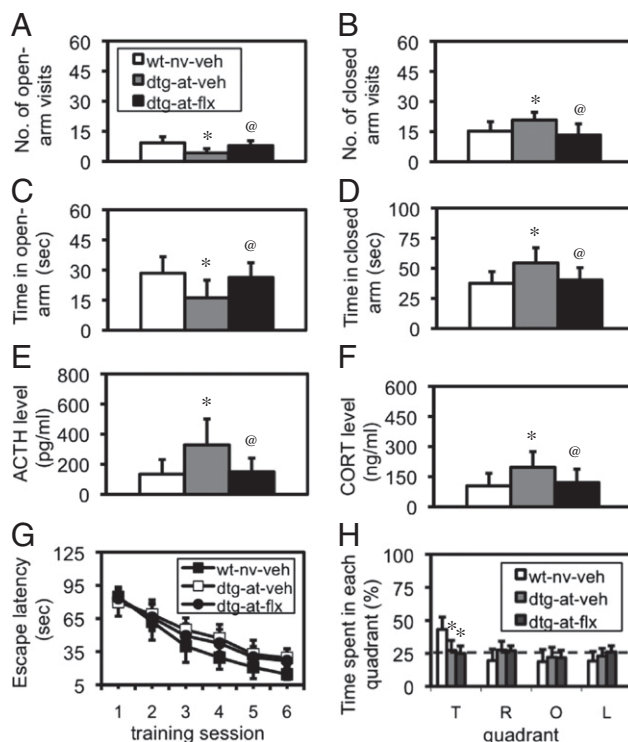 A
No. of open-
arm visits
60
45
30
15
0
wt-nv-veh
dtg-at-veh
dtg-at-flx
*
@
B
No. of closed
arm visits
60
45
30
15
0
*
@
C
Time in open-
arm (sec)
60
45
30
15
0
*
@
D
Time in closed
arm (sec)
100
75
50
25
0
*
@
E
ACTH level
(pg/ml)
800
600
400
200
0
*
@
F
CORT level
(ng/ml)
600
450
300
150
0
*
@
G
Escape latency
(sec)
125
95
65
35
5
wt-nv-veh
dtg-at-veh
dtg-at-flx
1 2 3 4 5 6
training session
H
Time spent in each
quadrant (%)
100
75
50
25
0
wt-nv-veh
dtg-at-veh
dtg-at-flx
* *
T R O L
quadrant